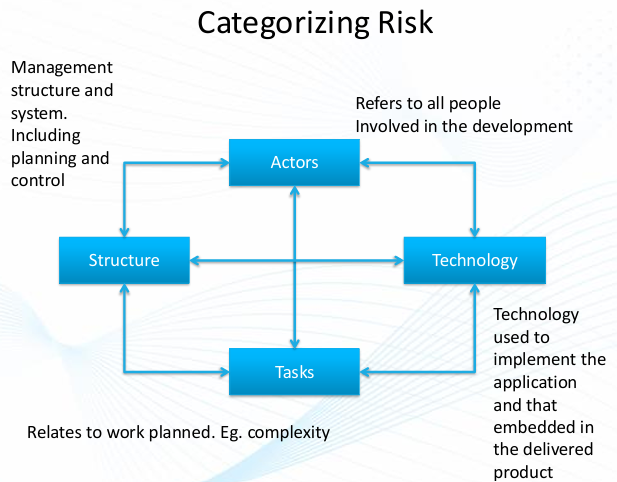 Categorizing Risk
Management
structure and
system.
Including
planning and
control
Refers to all people
Involved in the development
Actors
Structure
Technology
Tasks
Technology
used to
implement the
application
and that
embedded in
the delivered
product
Relates to work planned. Eg. complexity